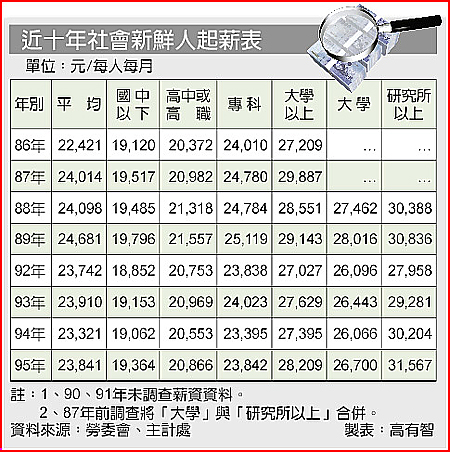 近十年社會新鮮人起薪表
單位：元/每人每月
年別 平均 國中以下 高中或高職 專科 大學以上 大學 研究所以上
86年 22,421 19,120 20,372 24,010 27,209 … …
87年 24,014 19,517 20,982 24,780 29,887 … …
88年 24,098 19,485 21,318 24,784 28,551 27,462 30,388
89年 24,681 19,796 21,557 25,119 29,143 28,016 30,836
92年 23,742 18,852 20,753 23,838 27,027 26,096 27,958
93年 23,910 19,153 20,969 24,023 27,629 26,443 29,281
94年 23,321 19,062 20,553 23,395 27,395 26,066 30,204
95年 23,841 19,364 20,866 23,842 28,209 26,700 31,567
註：1、90、91年未調查薪資資料。
2、87年前調查將「大學」與「研究所以上」合併。
資料來源：勞委會、主計處 製表：高有智